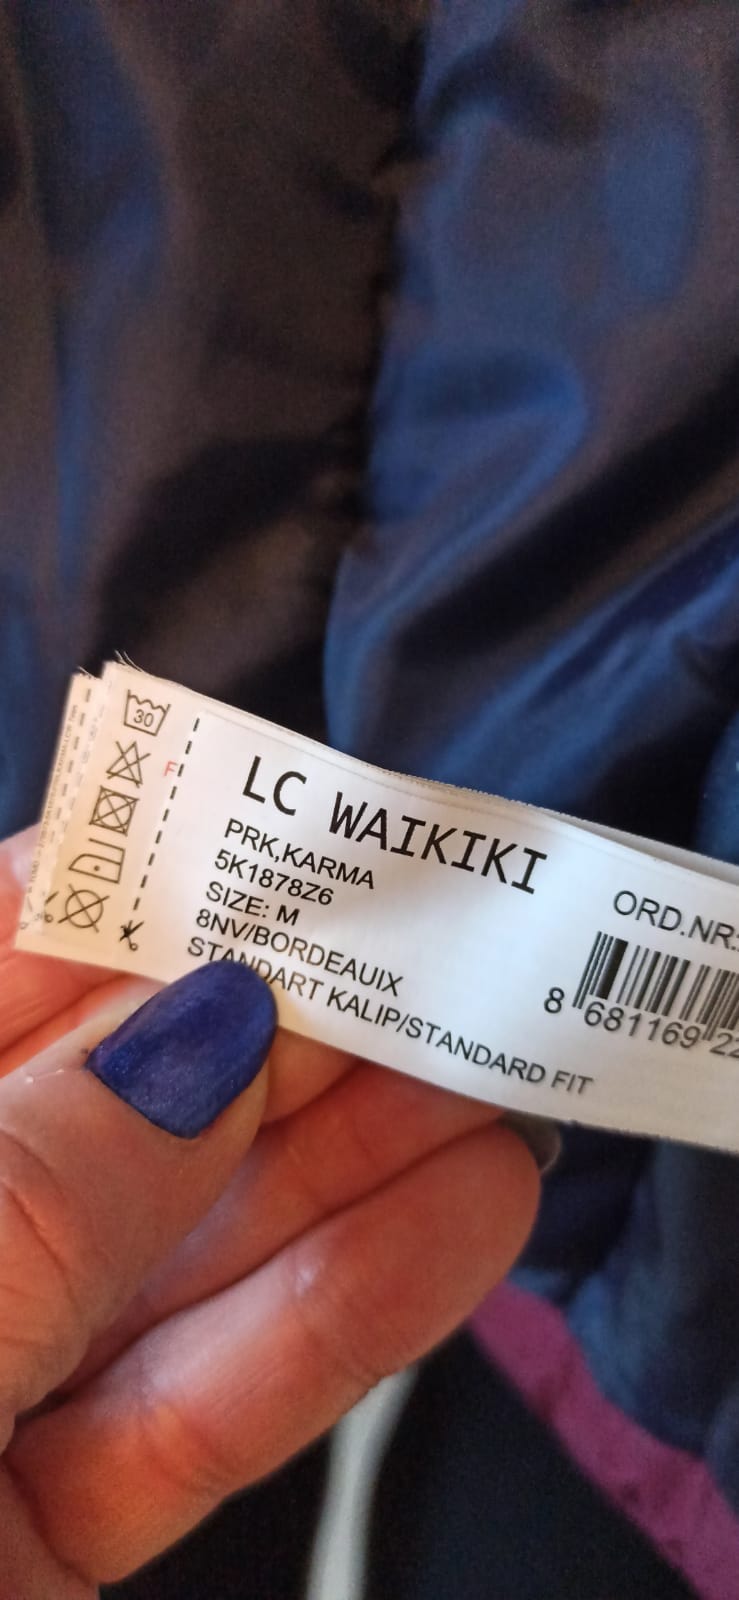 30
F
LC WAIKIKI
PRK,KARMA
5K1878Z6
SIZE: M
8NV/BORDEAUIX
STANDART KALIP/STANDARD FIT
ORD.NR:
8 681169 22